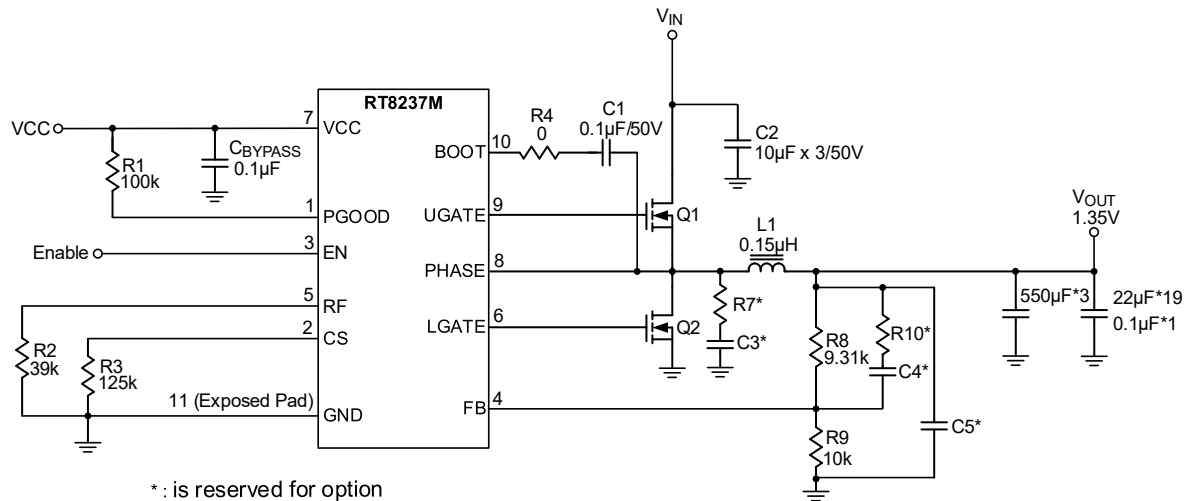 V_IN
RT8237M
VCC
7
VCC
C_BYPASS
0.1µF
R1
100k
1
PGOOD
Enable
3
EN
5
RF
2
CS
R2
39k
R3
125k
11 (Exposed Pad)
GND
BOOT
10
R4
0
C1
0.1µF/50V
C2
10µF x 3/50V
UGATE
9
Q1
PHASE
8
L1
0.15µH
V_OUT
1.35V
LGATE
6
Q2
R7*
C3*
R8
9.31k
R10*
C4*
C5*
550µF*3
22µF*19
0.1µF*1
FB
4
R9
10k
* : is reserved for option